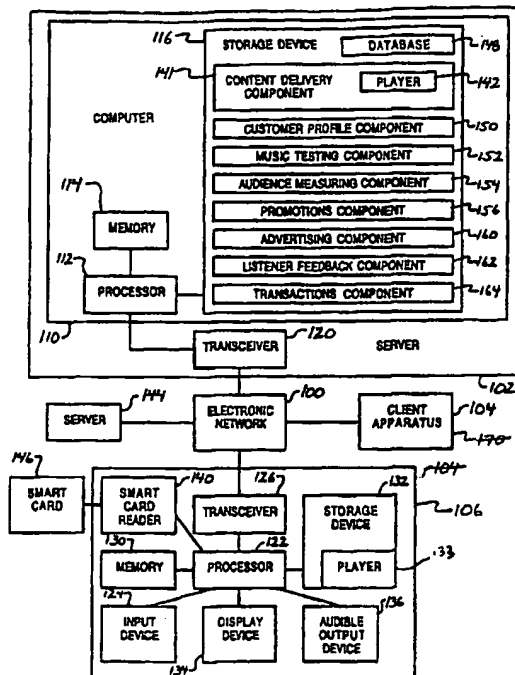 116
STORAGE DEVICE
DATABASE
148
141
CONTENT DELIVERY
COMPONENT
PLAYER
142
COMPUTER
CUSTOMER PROFILE COMPONENT
150
MUSIC TESTING COMPONENT
152
114
AUDIENCE MEASURING COMPONENT
154
MEMORY
PROMOTIONS COMPONENT
156
112
ADVERTISING COMPONENT
160
PROCESSOR
LISTENER FEEDBACK COMPONENT
162
TRANSACTIONS COMPONENT
164
110
TRANSCEIVER
120
SERVER
102
144
100
104
SERVER
ELECTRONIC
NETWORK
CLIENT
APPARATUS
170
146
140
126
132
104
SMART
CARD
SMART
CARD
READER
TRANSCEIVER
STORAGE
DEVICE
106
130
122
MEMORY
PROCESSOR
PLAYER
133
124
136
INPUT
DEVICE
DISPLAY
DEVICE
AUDIBLE
OUTPUT
DEVICE
134